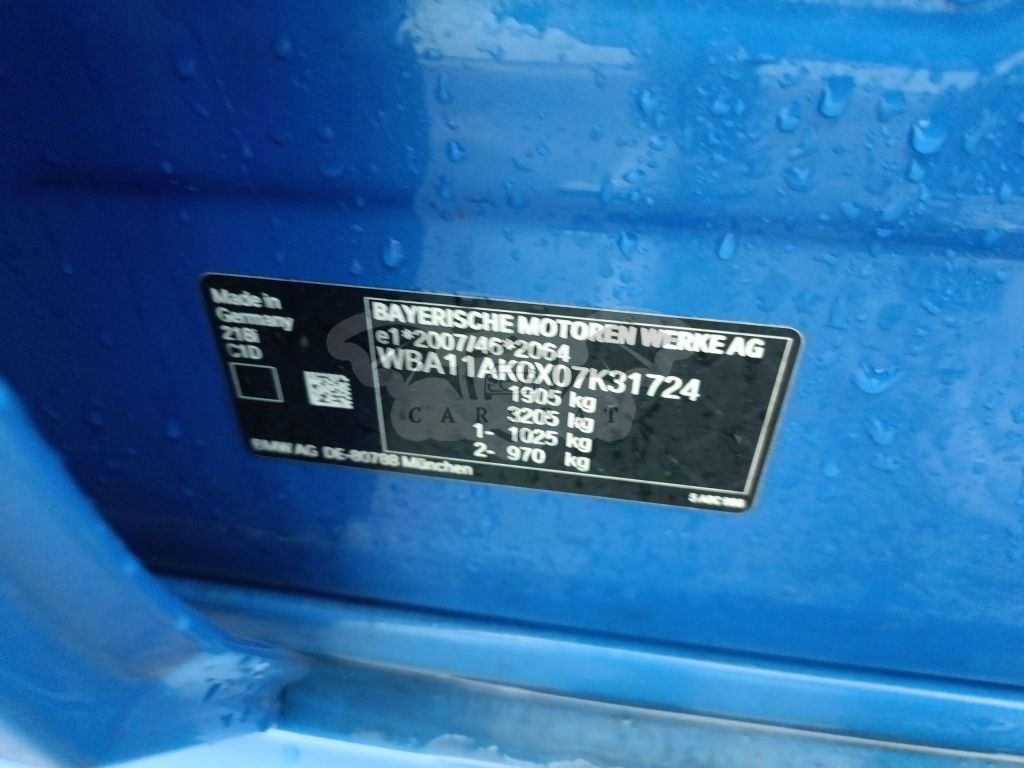 Made in
Germany
218i
C1D
BAYERISCHE MOTOREN WERKE AG
e1*2007/46*2064
WBA11AK0X07K31724
1905 kg
3205 kg
1- 1025 kg
2- 970 kg
BMW AG DE-80788 München
CAR